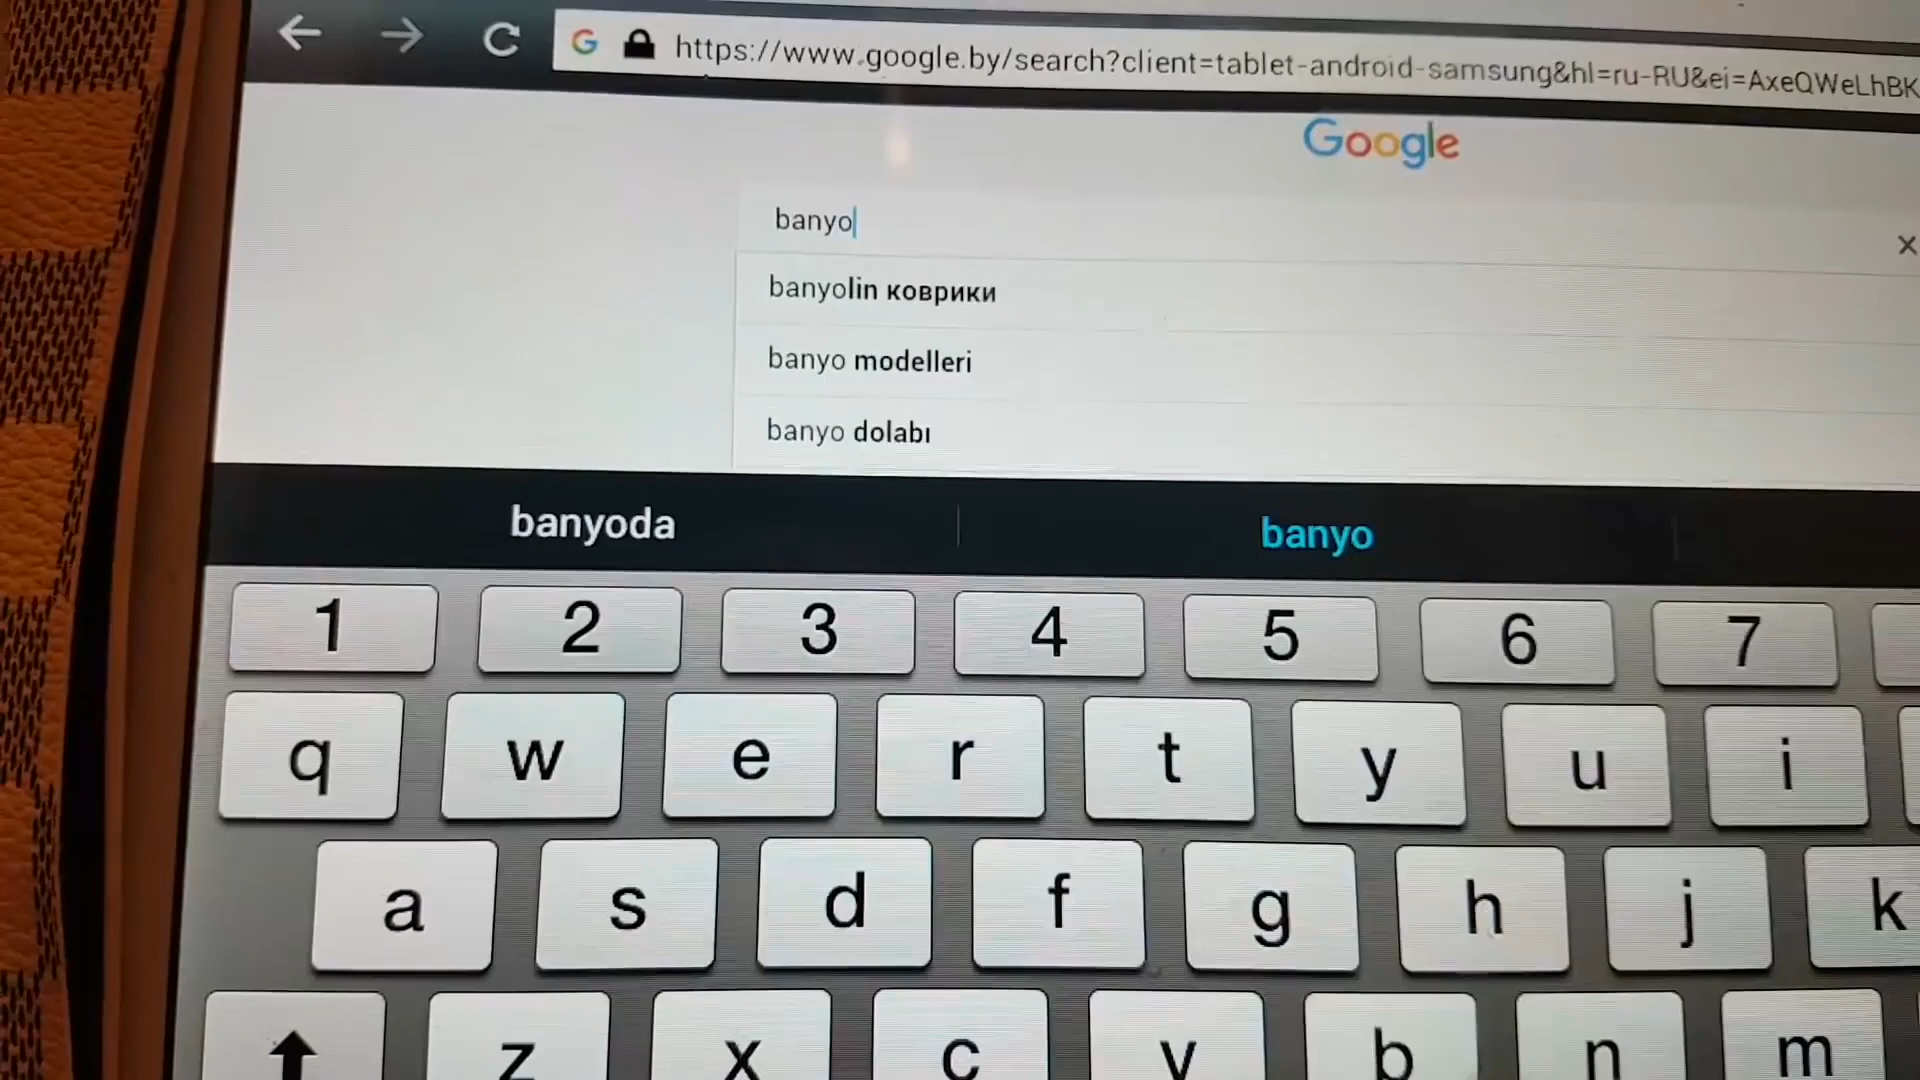 https://www.google.by/search?client=tablet-android-samsung&hl=ru-RU&ei=AxeQWeLhBK
Google
banyo
banyolin коврики
banyo modelleri
banyo dolabı
banyoda banyo
1 2 3 4 5 6 7
q w e r t y u i
a s d f g h j k
z x c v b n m